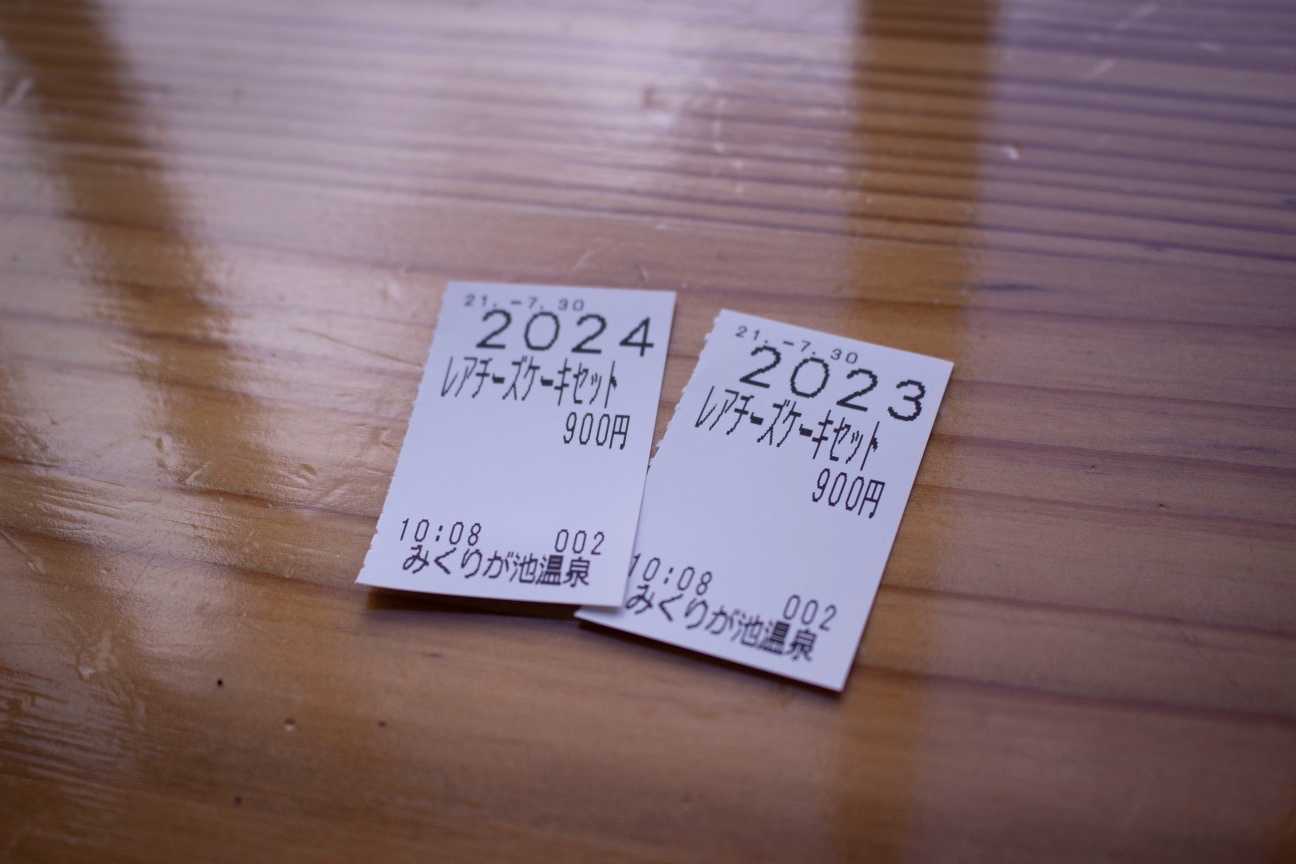 21.-7.30
2024
レアチーズケーキセット
900円
10:08 002
みくりが池温泉
21.-7.30
2023
レアチーズケーキセット
900円
10:08 002
みくりが池温泉